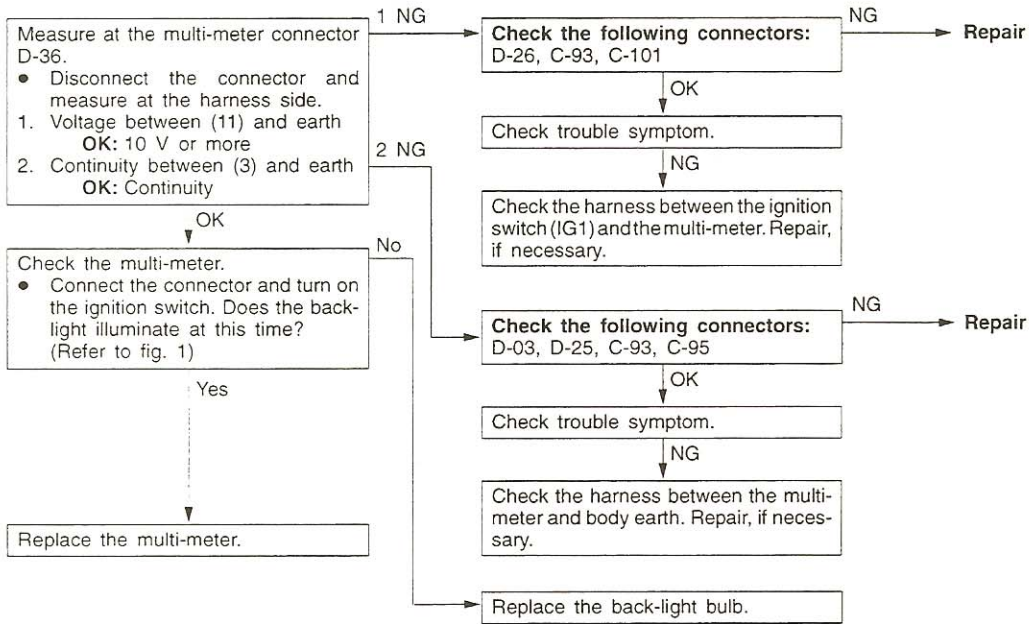 Measure at the multi-meter connector
D-36.
● Disconnect the connector and
measure at the harness side.
1. Voltage between (11) and earth
OK: 10 V or more
2. Continuity between (3) and earth
OK: Continuity
1 NG
Check the following connectors:
D-26, C-93, C-101
NG
Repair
OK
Check trouble symptom.
NG
Check the harness between the ignition
switch (IG1) and the multi-meter. Repair,
if necessary.
2 NG
Check the following connectors:
D-03, D-25, C-93, C-95
NG
Repair
OK
Check trouble symptom.
NG
Check the harness between the multi-
meter and body earth. Repair, if neces-
sary.
OK
Check the multi-meter.
● Connect the connector and turn on
the ignition switch. Does the back-
light illuminate at this time?
(Refer to fig. 1)
No
Replace the back-light bulb.
Yes
Replace the multi-meter.